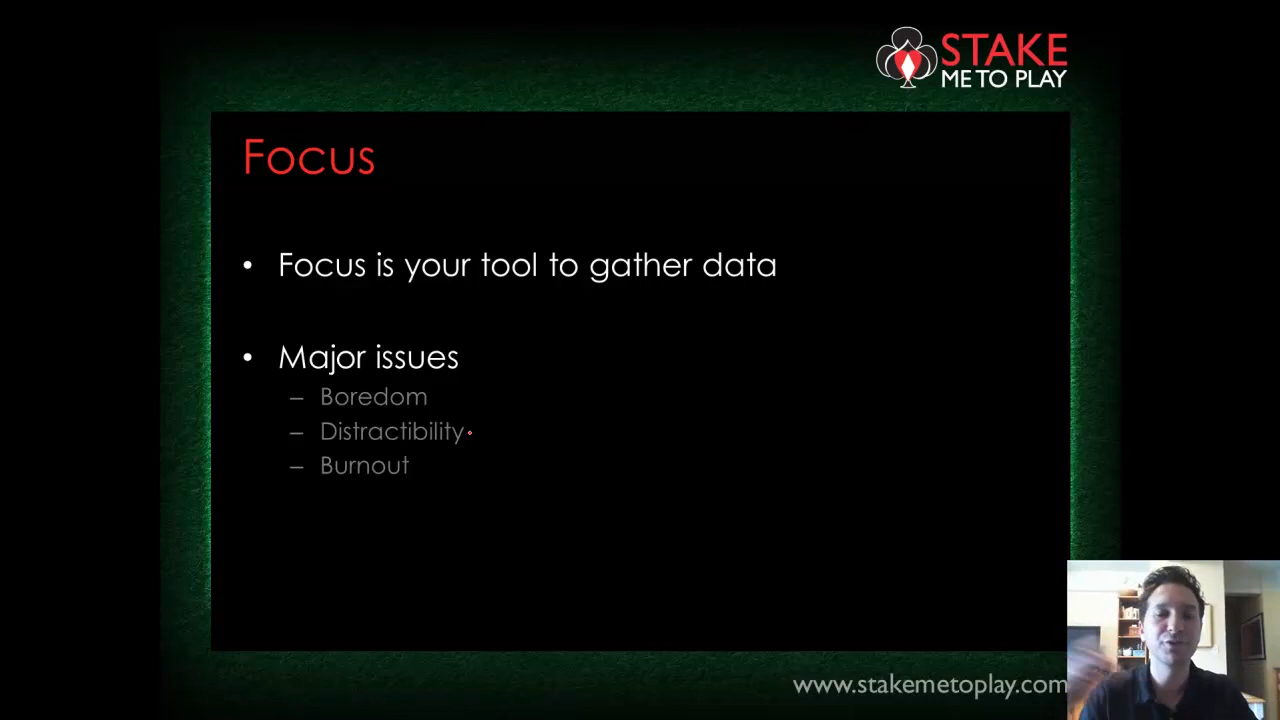 STAKE
ME TO PLAY
Focus
• Focus is your tool to gather data
• Major issues
– Boredom
– Distractibility
– Burnout
www.stakemetoplay.com